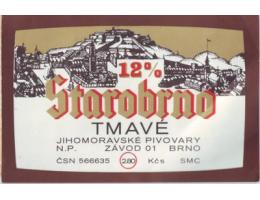 12%
Starobrno
TMAVÉ
JIHOMORAVSKÉ PIVOVARY
N.P. ZÁVOD 01 BRNO
ČSN 566635 2.80 Kčs SMC